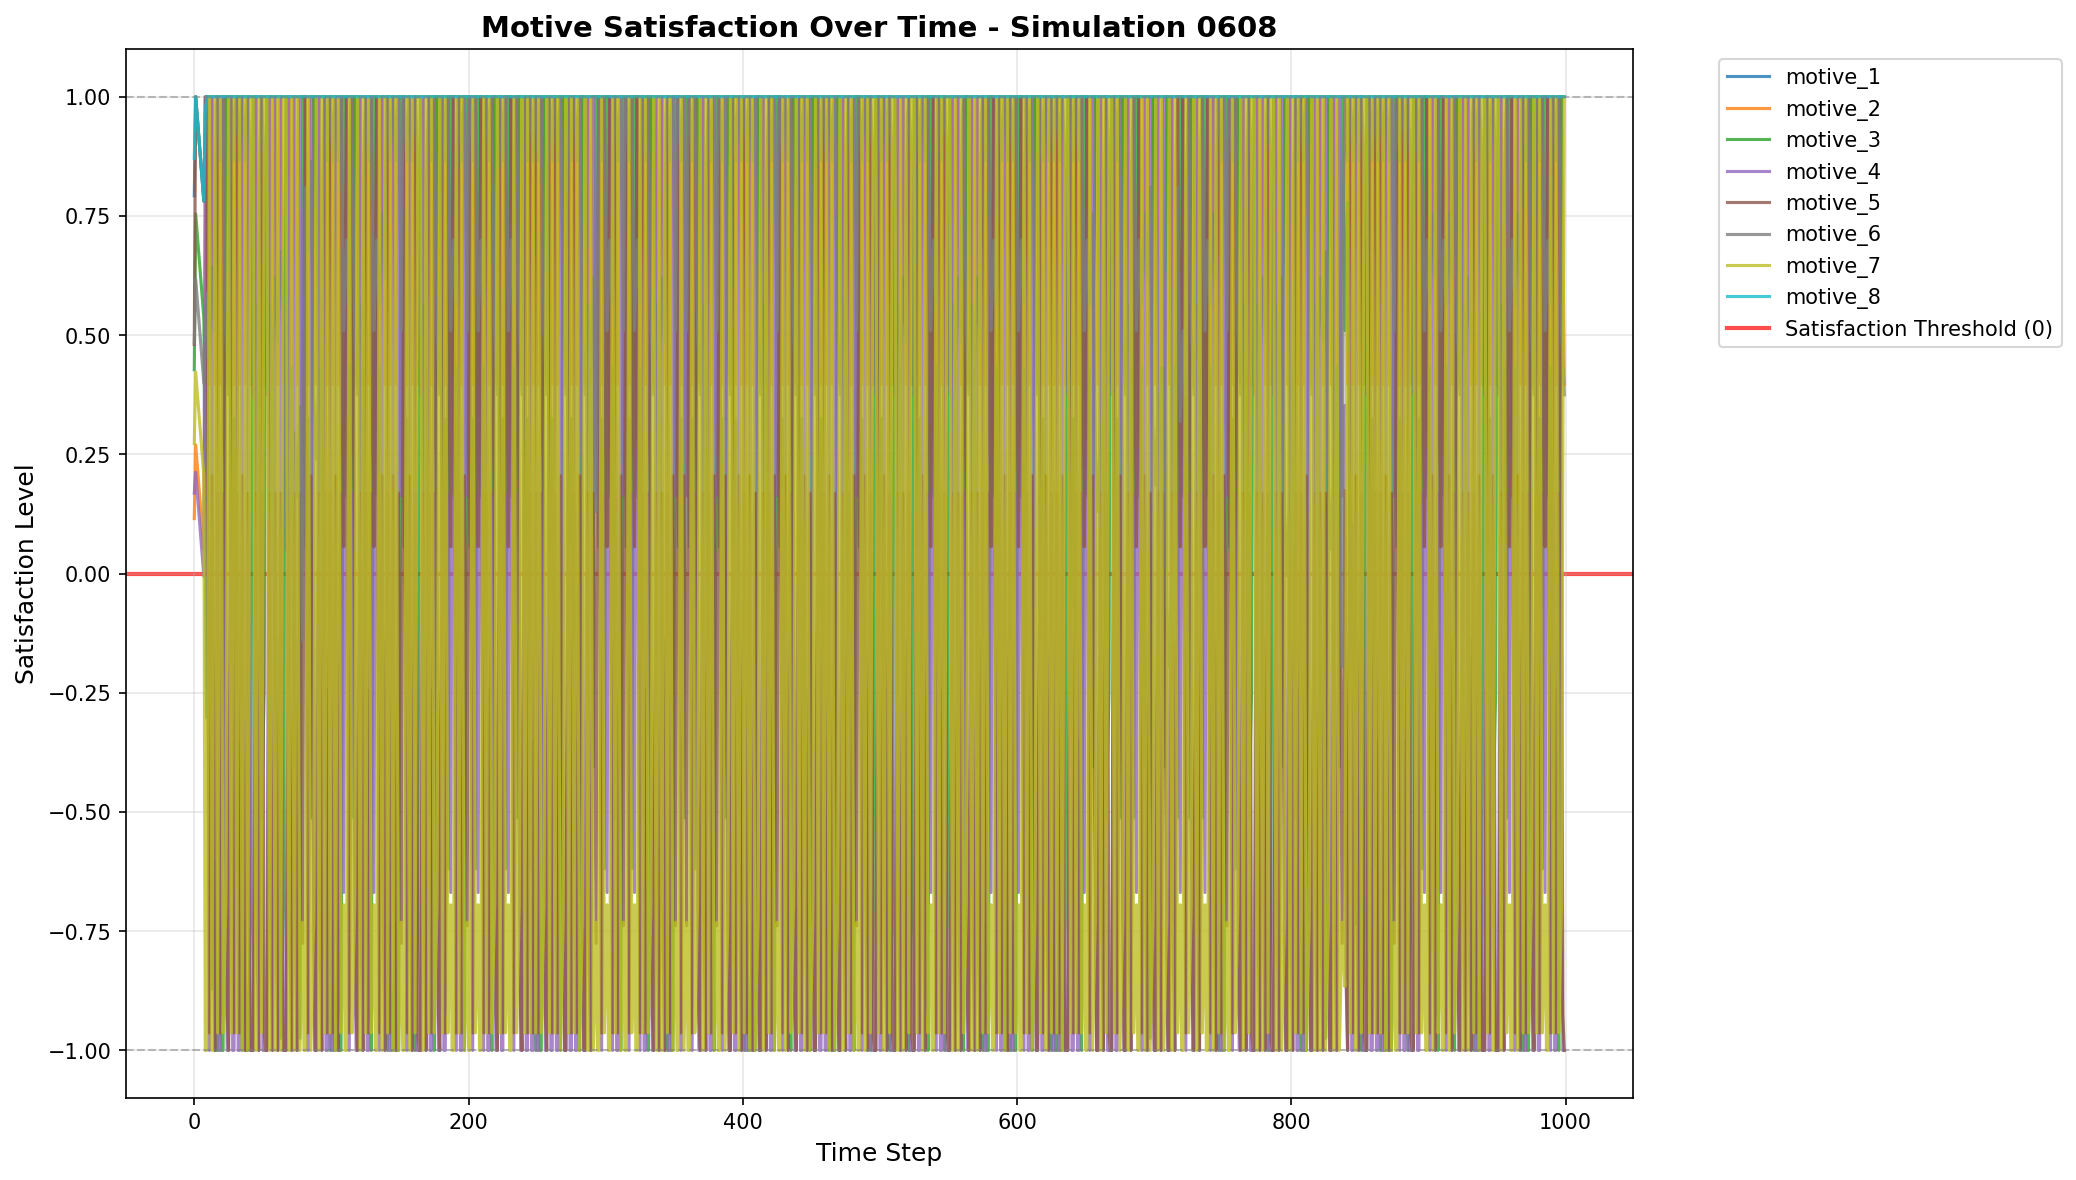 Motive Satisfaction Over Time - Simulation 0608
Satisfaction Level
1.00
0.75
0.50
0.25
0.00
−0.25
−0.50
−0.75
−1.00
0
200
400
600
800
1000
Time Step
motive_1
motive_2
motive_3
motive_4
motive_5
motive_6
motive_7
motive_8
Satisfaction Threshold (0)